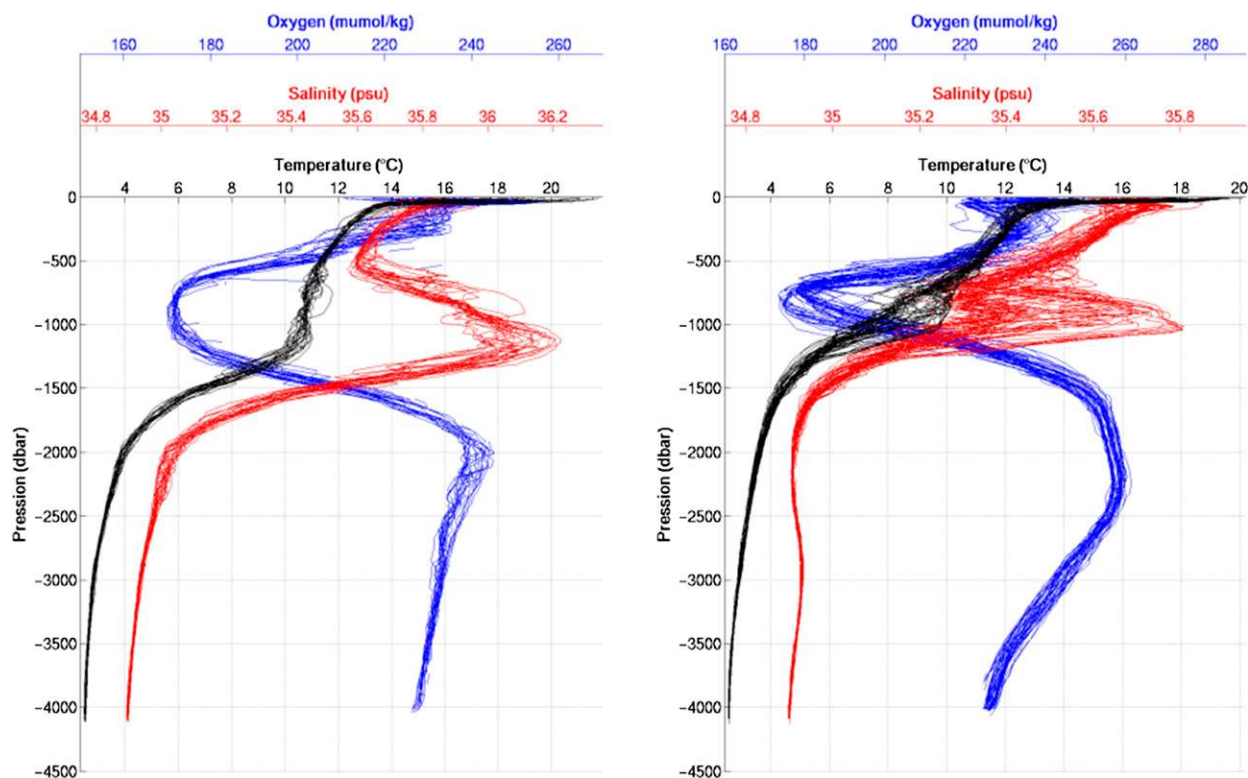 Oxygen (mumol/kg)
160 180 200 220 240 260
Salinity (psu)
34.8 35 35.2 35.4 35.6 35.8 36 36.2
Temperature (°C)
4 6 8 10 12 14 16 18 20
0
-500
-1000
-1500
-2000
-2500
-3000
-3500
-4000
-4500
Pression (dbar)
Oxygen (mumol/kg)
160 180 200 220 240 260 280
Salinity (psu)
34.8 35 35.2 35.4 35.6 35.8
Temperature (°C)
4 6 8 10 12 14 16 18 20
0
-500
-1000
-1500
-2000
-2500
-3000
-3500
-4000
-4500
Pression (dbar)